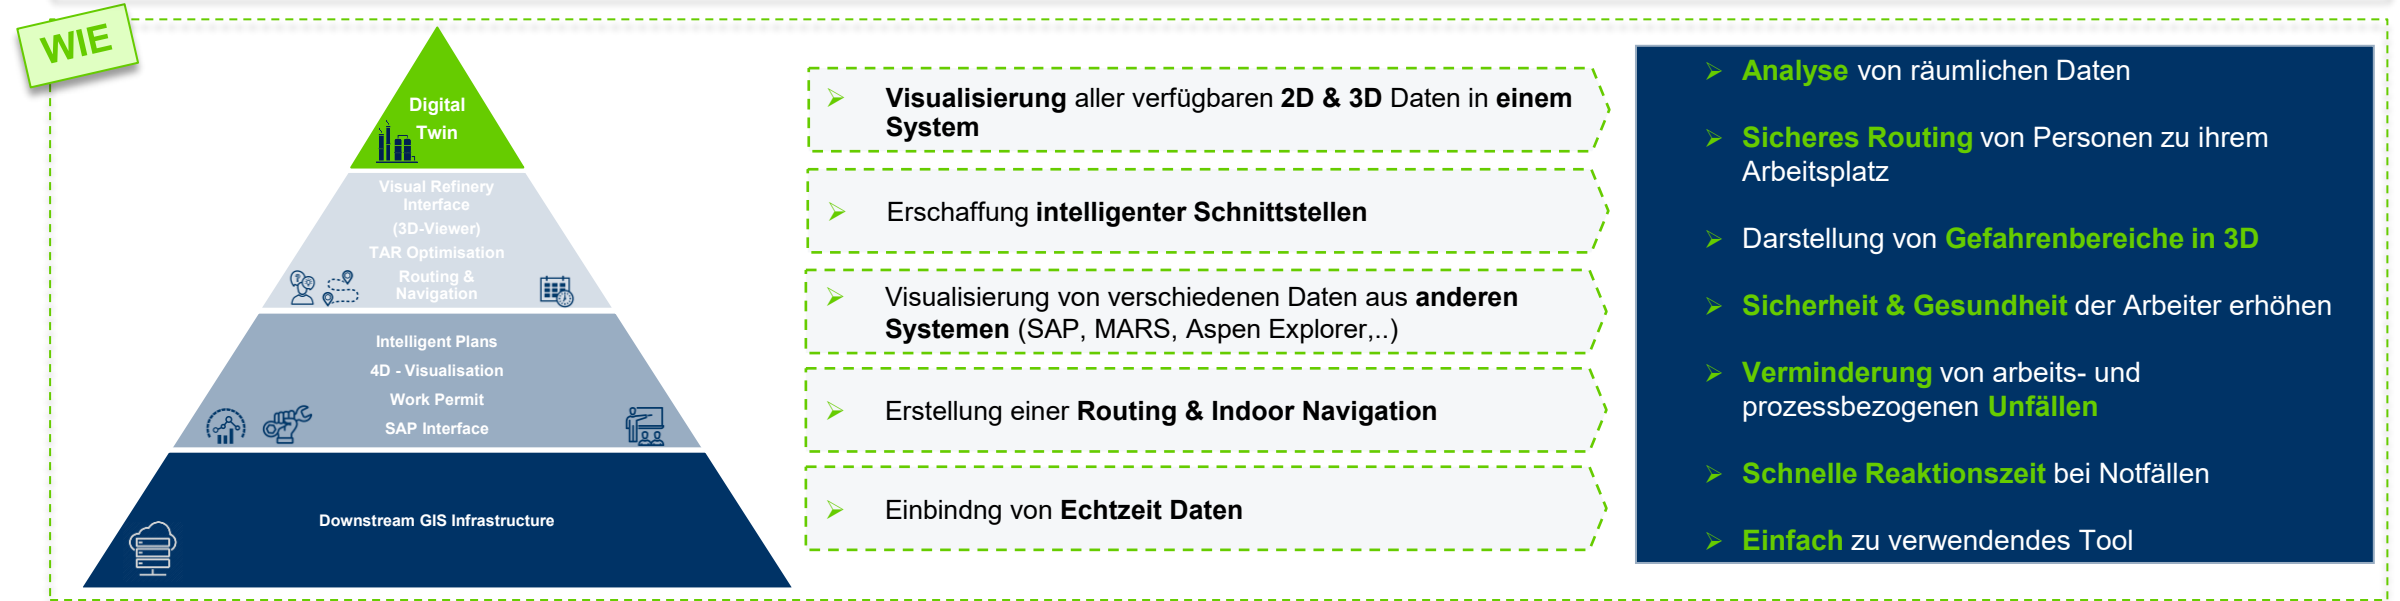 WIE
Digital
Twin
Visual Refinery
Interface
(3D-Viewer)
TAR Optimisation
Routing &
Navigation
Intelligent Plans
4D - Visualisation
Work Permit
SAP Interface
Downstream GIS Infrastructure
Visualisierung aller verfügbaren 2D & 3D Daten in einem
System
Erschaffung intelligenter Schnittstellen
Visualisierung von verschiedenen Daten aus anderen
Systemen (SAP, MARS, Aspen Explorer,..)
Erstellung einer Routing & Indoor Navigation
Einbindng von Echtzeit Daten
Analyse von räumlichen Daten
Sicheres Routing von Personen zu ihrem
Arbeitsplatz
Darstellung von Gefahrenbereiche in 3D
Sicherheit & Gesundheit der Arbeiter erhöhen
Verminderung von arbeits- und
prozessbezogenen Unfällen
Schnelle Reaktionszeit bei Notfällen
Einfach zu verwendendes Tool